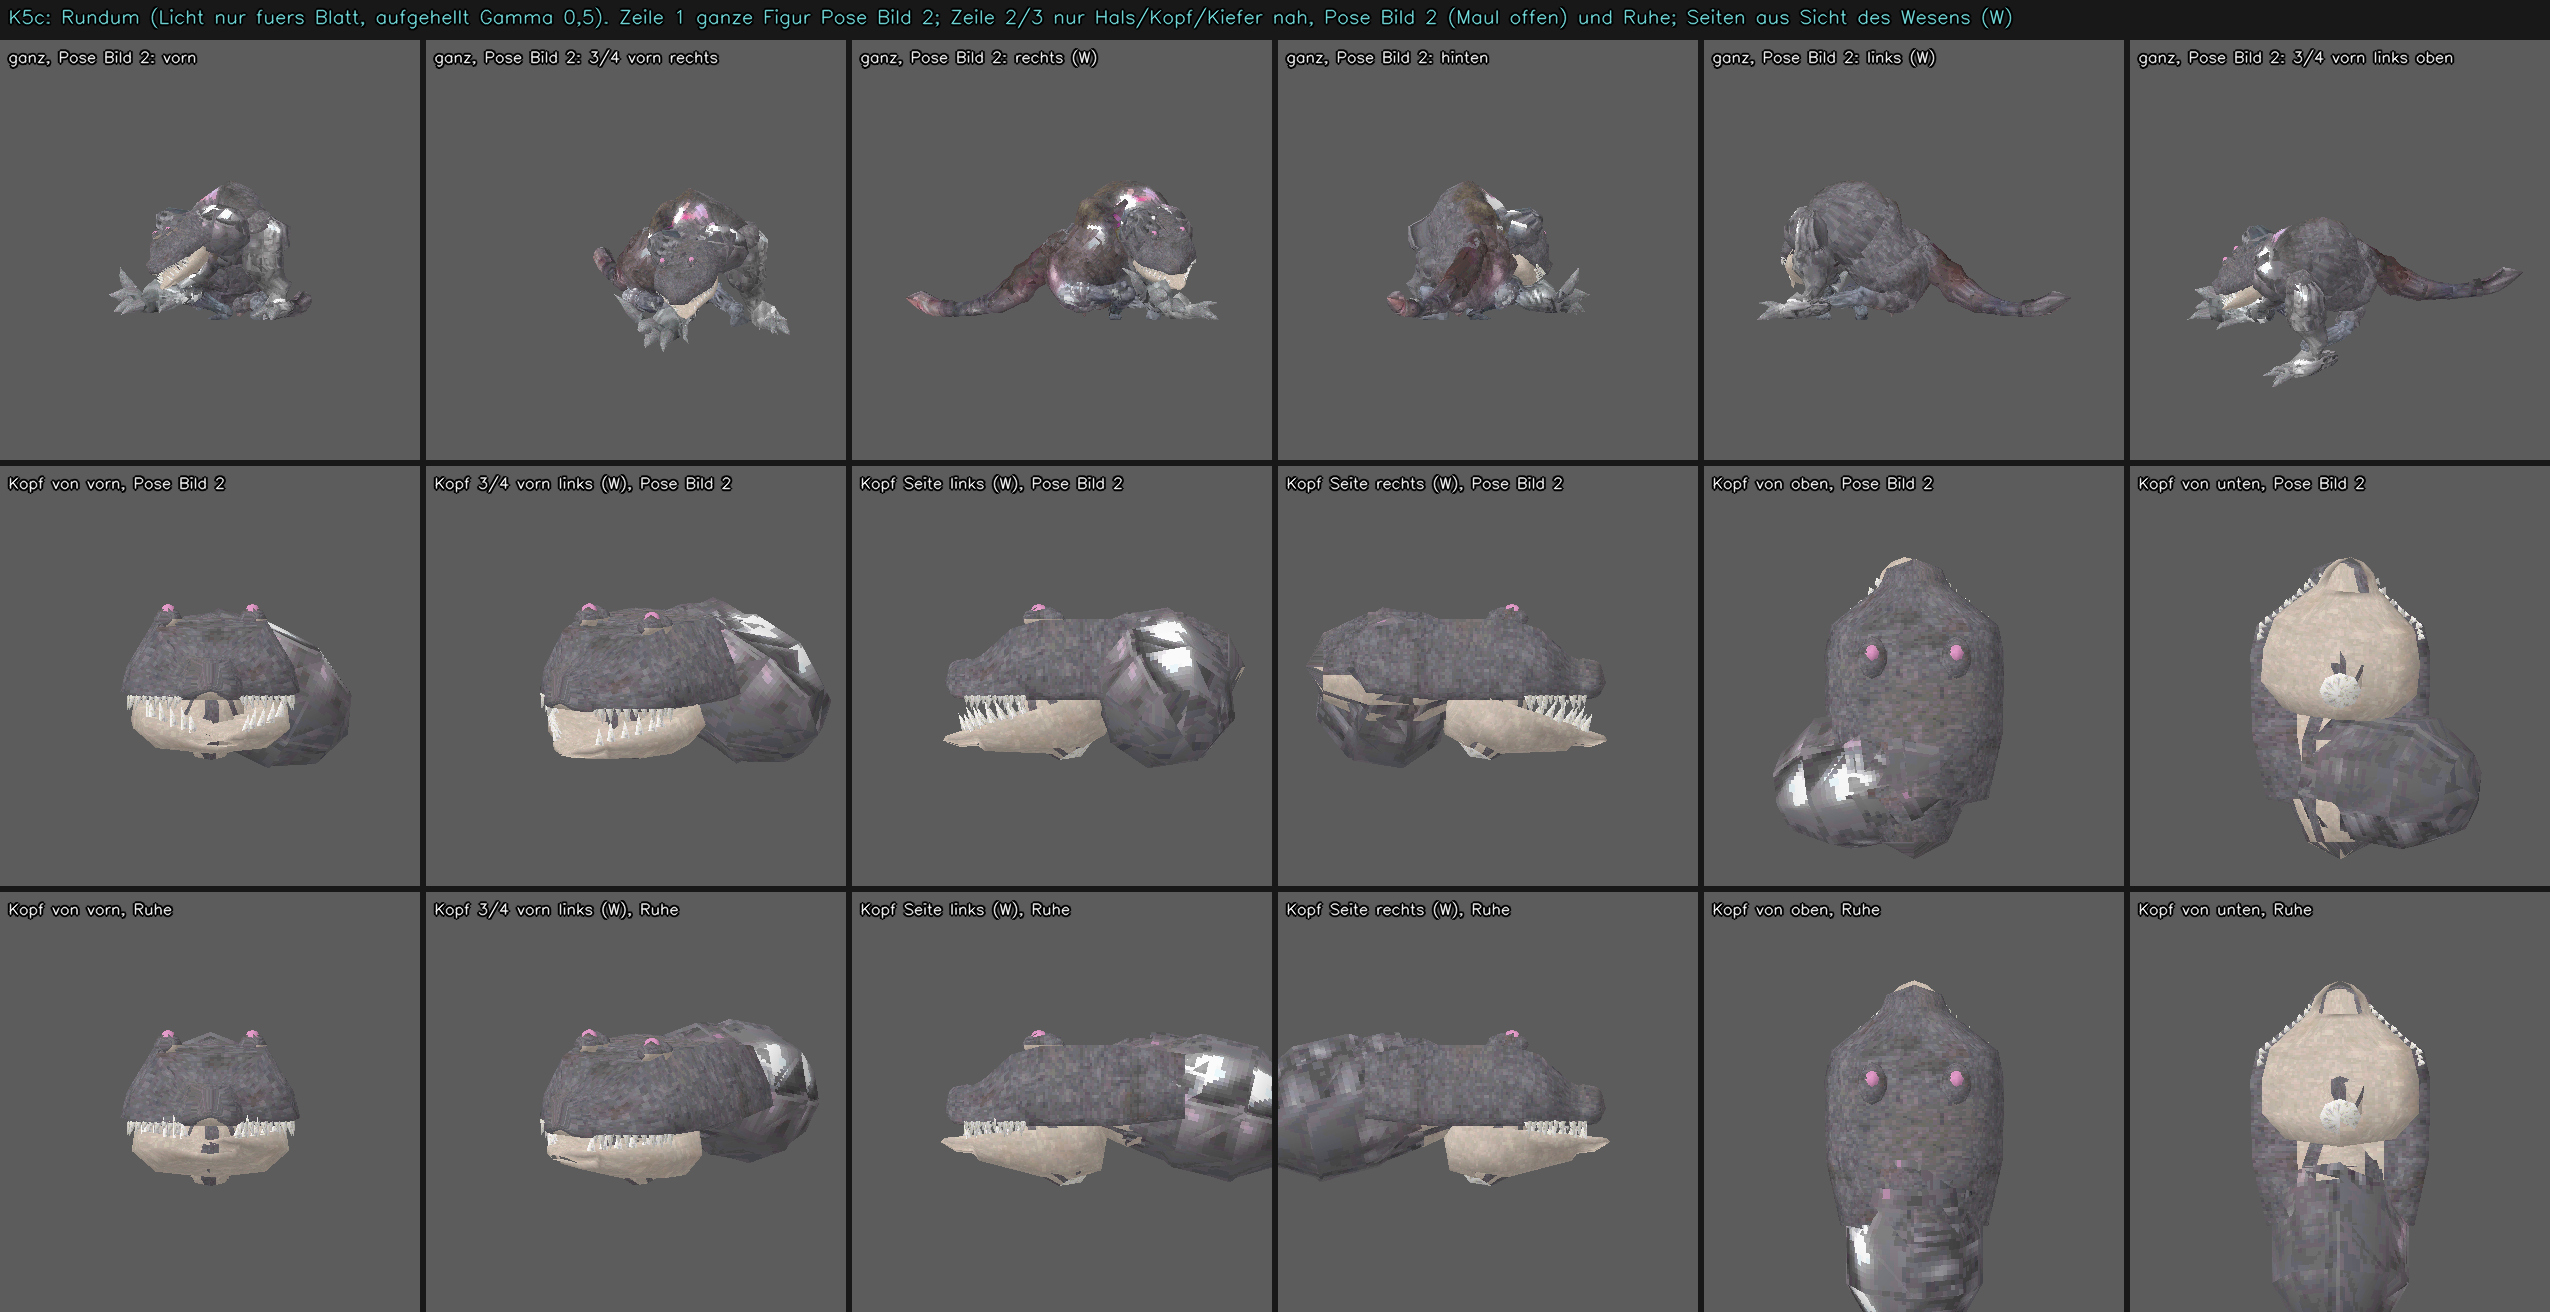 K5c: Rundum (Licht nur fuers Blatt, aufgehellt Gamma 0,5). Zeile 1 ganze Figur Pose Bild 2; Zeile 2/3 nur Hals/Kopf/Kiefer nah, Pose Bild 2 (Maul offen) und Ruhe; Seiten aus Sicht des Wesens (W)
ganz, Pose Bild 2: vorn
ganz, Pose Bild 2: 3/4 vorn rechts
ganz, Pose Bild 2: rechts (W)
ganz, Pose Bild 2: hinten
ganz, Pose Bild 2: links (W)
ganz, Pose Bild 2: 3/4 vorn links oben
Kopf von vorn, Pose Bild 2
Kopf 3/4 vorn links (W), Pose Bild 2
Kopf Seite links (W), Pose Bild 2
Kopf Seite rechts (W), Pose Bild 2
Kopf von oben, Pose Bild 2
Kopf von unten, Pose Bild 2
Kopf von vorn, Ruhe
Kopf 3/4 vorn links (W), Ruhe
Kopf Seite links (W), Ruhe
Kopf Seite rechts (W), Ruhe
Kopf von oben, Ruhe
Kopf von unten, Ruhe